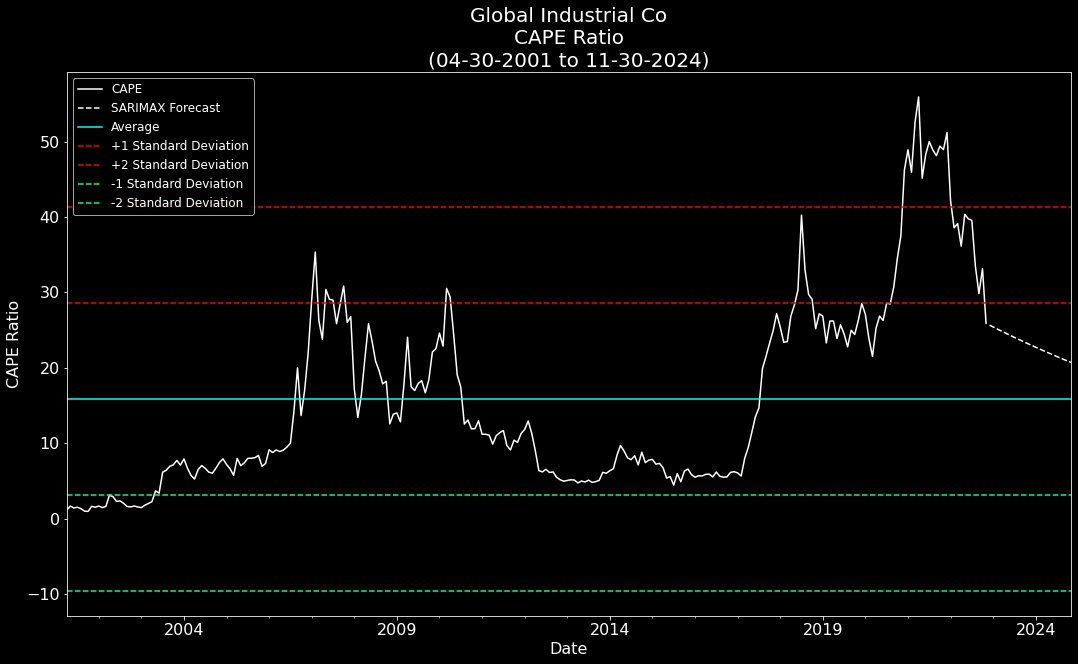 Global Industrial Co
CAPE Ratio
(04-30-2001 to 11-30-2024)
CAPE
SARIMAX Forecast
Average
+1 Standard Deviation
+2 Standard Deviation
-1 Standard Deviation
-2 Standard Deviation
CAPE Ratio
50
40
30
20
10
0
−10
2004
2009
2014
2019
2024
Date